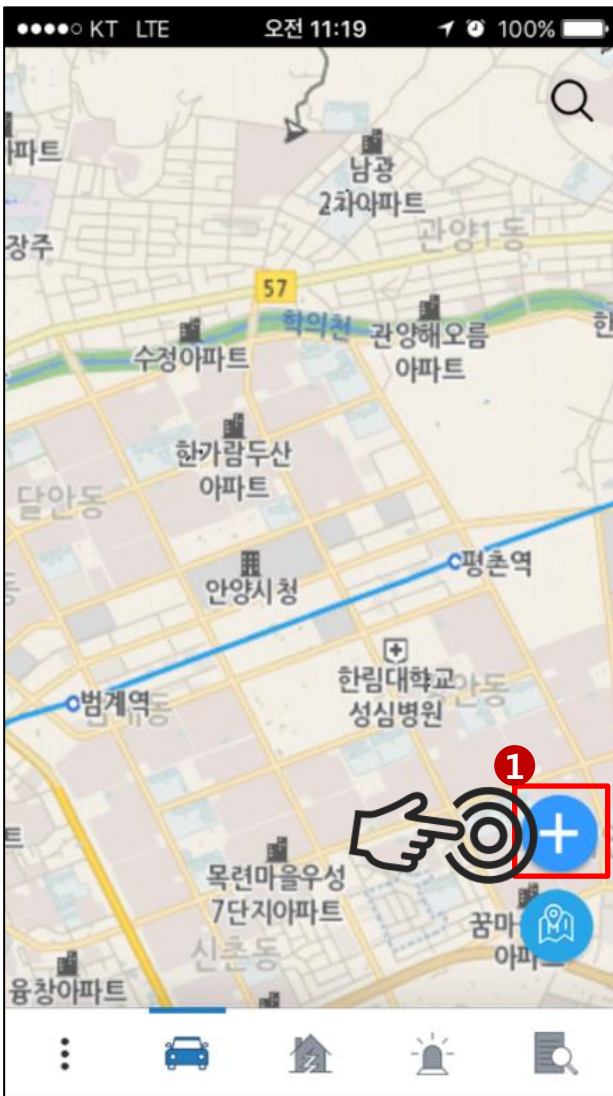 KT LTE 오전 11:19 100%
남광
2차아파트
관양1동
장주
57
학의천
관양해오름
아파트
수정아파트
한가람두산
아파트
달안동
평촌역
안양시청
한림대학교
성심병원
범계역
1
목련마을우성
7단지아파트
꿈마
신촌동
융창아파트